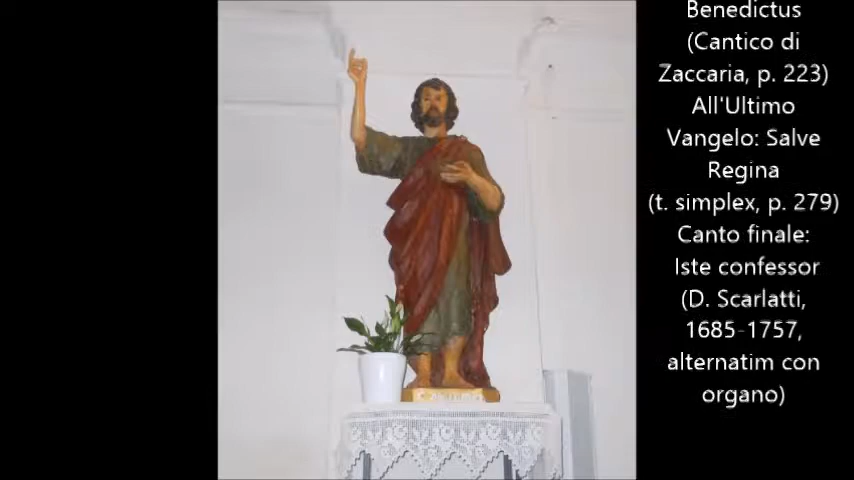 Benedictus
(Cantico di
Zaccaria, p. 223)
All'Ultimo
Vangelo: Salve
Regina
(t. simplex, p. 279)
Canto finale:
Iste confessor
(D. Scarlatti,
1685-1757,
alternatim con
organo)